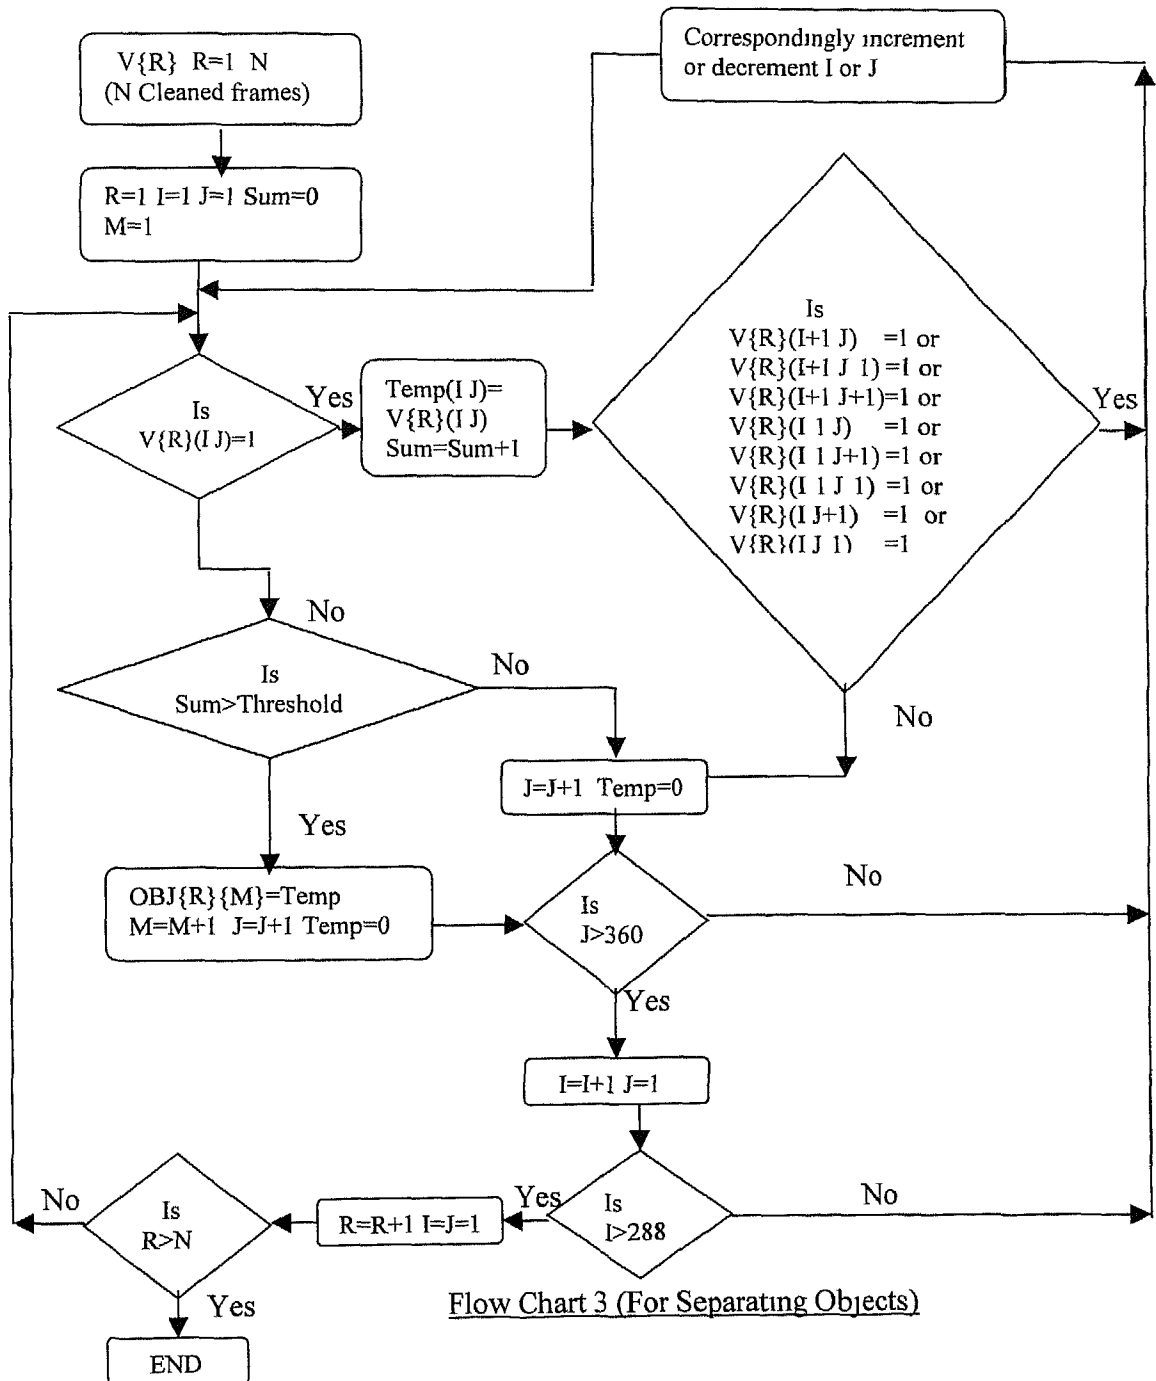 V{R} R=1 N
(N Cleaned frames)
Correspondingly increment
or decrement I or J
R=1 I=1 J=1 Sum=0
M=1
Is
V{R}(I J)=1
Yes
Temp(I J)=
V{R}(I J)
Sum=Sum+1
Is
V{R}(I+1 J) =1 or
V{R}(I+1 J 1)=1 or
V{R}(I+1 J+1)=1 or
V{R}(I 1 J) =1 or
V{R}(I 1 J+1)=1 or
V{R}(I 1 J 1) =1 or
V{R}(I J+1) =1 or
V{R}(I J 1) =1
Yes
No
No
Is
Sum>Threshold
No
Yes
J=J+1 Temp=0
OBJ{R}{M}=Temp
M=M+1 J=J+1 Temp=0
Is
J>360
No
Yes
I=I+1 J=1
Is
I>288
No
Yes
R=R+1 I=J=1
Is
R>N
No
Yes
END
Flow Chart 3 (For Separating Objects)